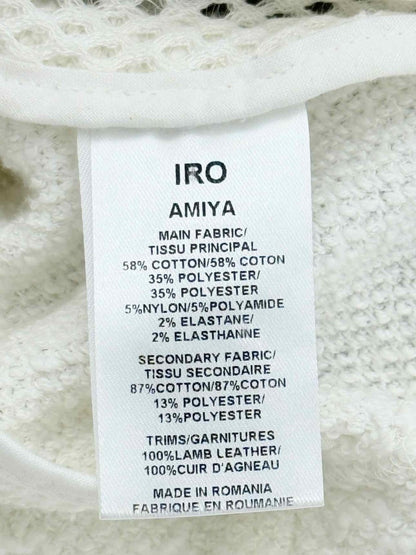 IRO
AMIYA
MAIN FABRIC/
TISSU PRINCIPAL
58% COTTON/58% COTON
35% POLYESTER/
35% POLYESTER
5%NYLON/5%POLYAMIDE
2% ELASTANE/
2% ELASTHANNE
SECONDARY FABRIC/
TISSU SECONDAIRE
87%COTTON/87%COTON
13% POLYESTER/
13%POLYESTER
TRIMS/GARNITURES
100%LAMB LEATHER/
100%CUIR D'AGNEAU
MADE IN ROMANIA
FABRIQUE EN ROUMANIE